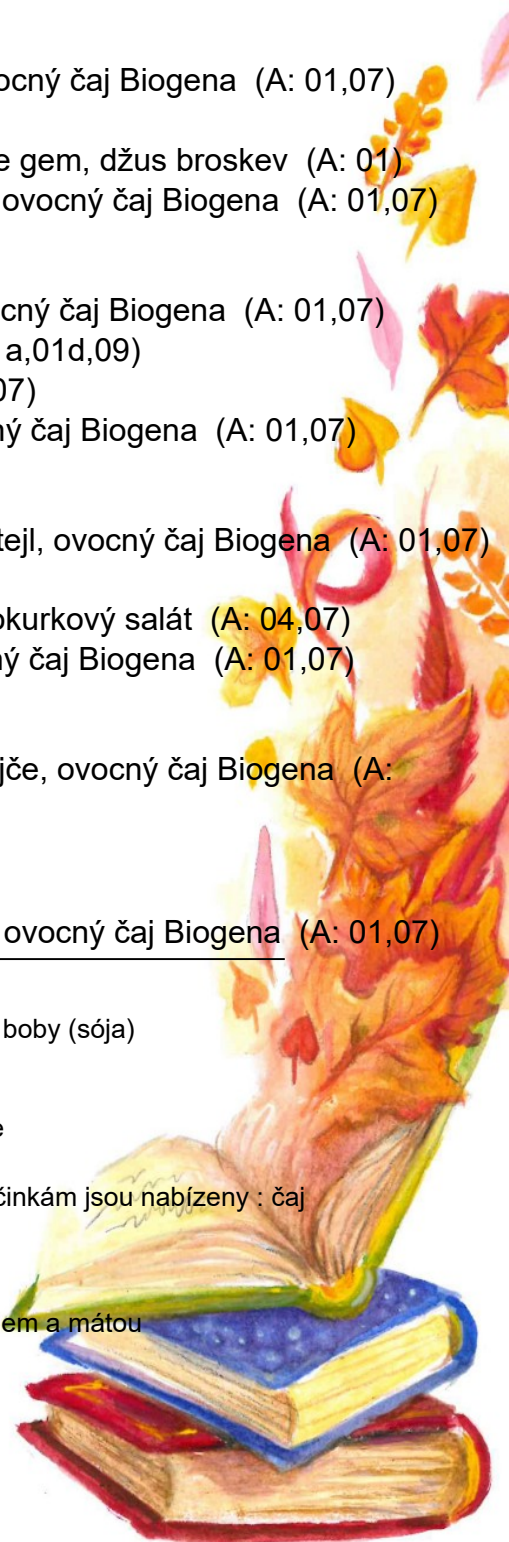 ocný čaj Biogena (A: 01,07)
e gem, džus broskev (A: 01)
ovocný čaj Biogena (A: 01,07)
cný čaj Biogena (A: 01,07)
a,01d,09)
07)
ný čaj Biogena (A: 01,07)
tejl, ovocný čaj Biogena (A: 01,07)
okurkový salát (A: 04,07)
ný čaj Biogena (A: 01,07)
jče, ovocný čaj Biogena (A:
ovocný čaj Biogena (A: 01,07)
boby (sója)
e
činkám jsou nabízeny : čaj
em a mátou